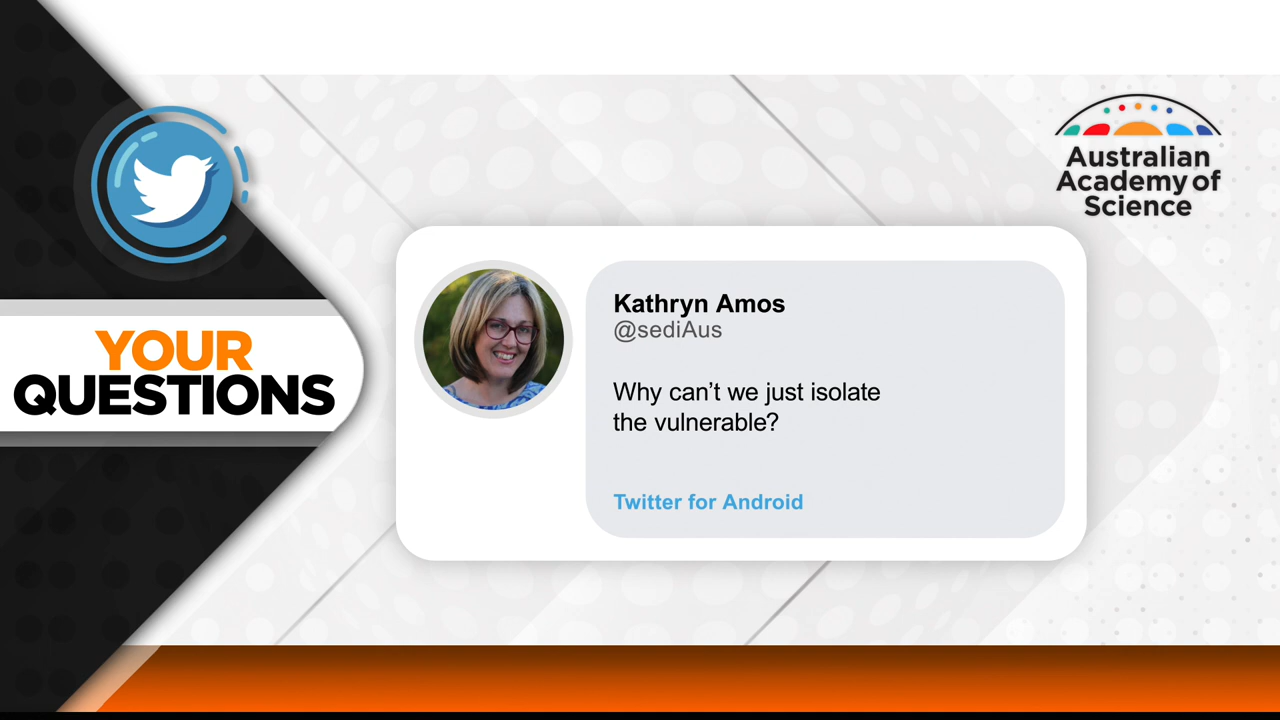 YOUR
QUESTIONS
Australian
Academy of
Science
Kathryn Amos
@sediAus
Why can’t we just isolate
the vulnerable?
Twitter for Android